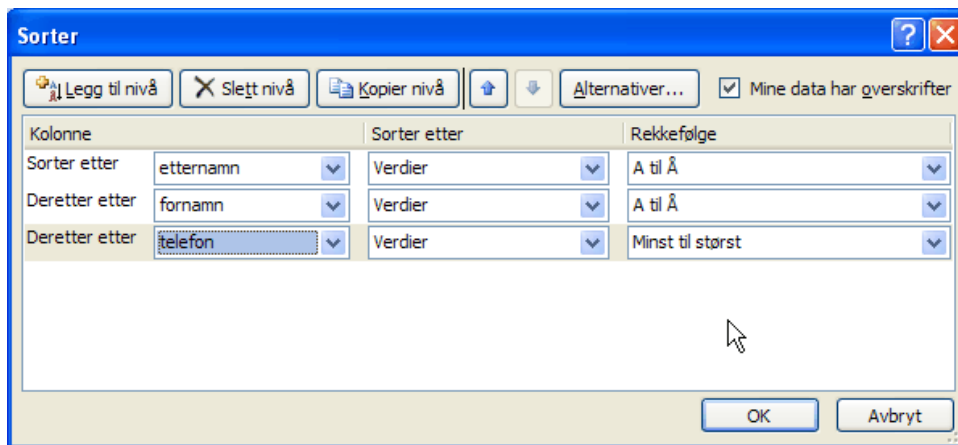 Sorter
Legg til nivå Slett nivå Kopier nivå Alternativer... Mine data har overskrifter
Kolonne Sorter etter Rekkefølge
Sorter etter etternamn Verdier A til Å
Deretter etter fornamn Verdier A til Å
Deretter etter telefon Verdier Minst til størst
OK Avbryt